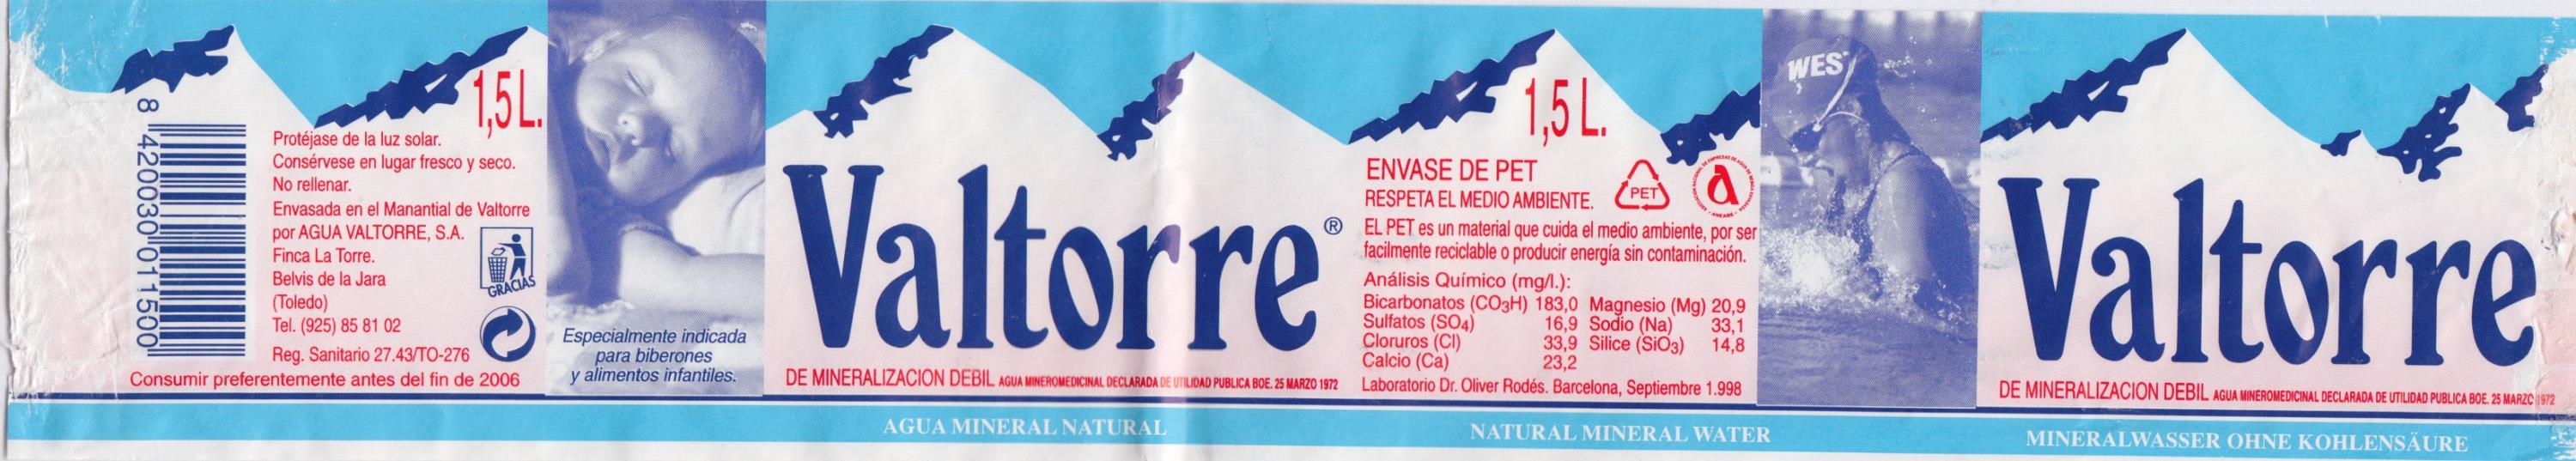 8 420030 011500
1,5 L.
Protéjase de la luz solar.
Consérvese en lugar fresco y seco.
No rellenar.
Envasada en el Manantial de Valtorre
por AGUA VALTORRE, S.A.
Finca La Torre.
Belvis de la Jara
(Toledo)
Tel. (925) 85 81 02
Reg. Sanitario 27.43/TO-276
Consumir preferentemente antes del fin de 2006
GRACIAS
Especialmente indicada
para biberones
y alimentos infantiles.
Valtorre®
DE MINERALIZACION DEBIL AGUA MINEROMEDICINAL DECLARADA DE UTILIDAD PUBLICA BOE. 25 MARZO 1972
1,5 L.
ENVASE DE PET
RESPETA EL MEDIO AMBIENTE.
PET
a
EL PET es un material que cuida el medio ambiente, por ser
facilmente reciclable o producir energía sin contaminación.
Análisis Químico (mg/l.):
Bicarbonatos (CO3H) 183,0 Magnesio (Mg) 20,9
Sulfatos (SO4) 16,9 Sodio (Na) 33,1
Cloruros (Cl) 33,9 Silice (SiO3) 14,8
Calcio (Ca) 23,2
Laboratorio Dr. Oliver Rodés. Barcelona, Septiembre 1.998
WES
Valtorre
DE MINERALIZACION DEBIL AGUA MINEROMEDICINAL DECLARADA DE UTILIDAD PUBLICA BOE. 25 MARZO 1972
AGUA MINERAL NATURAL
NATURAL MINERAL WATER
MINERALWASSER OHNE KOHLENSÄURE